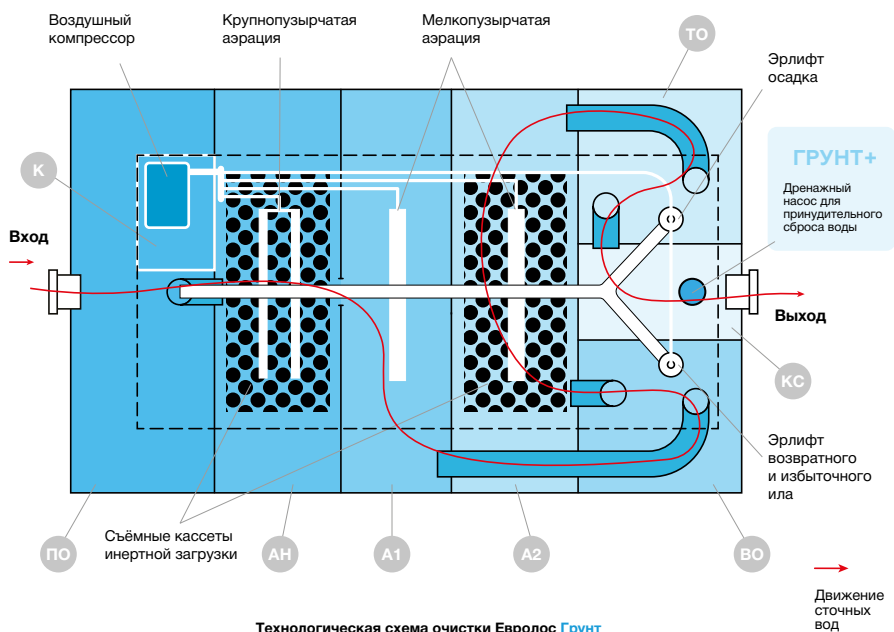 Воздушный
компрессор
Крупнопузырчатая
аэрация
Мелкопузырчатая
аэрация
ТО
Эрлифт
осадка
ГРУНТ+
Дренажный
насос для
принудительного
сброса воды
К
Вход
Выход
КС
Эрлифт
возвратного
и избыточного
ила
ПО
Съёмные кассеты
инертной загрузки
АН
А1
А2
ВО
Движение
сточных
вод
Технологическая схема очистки Евролос Грунт